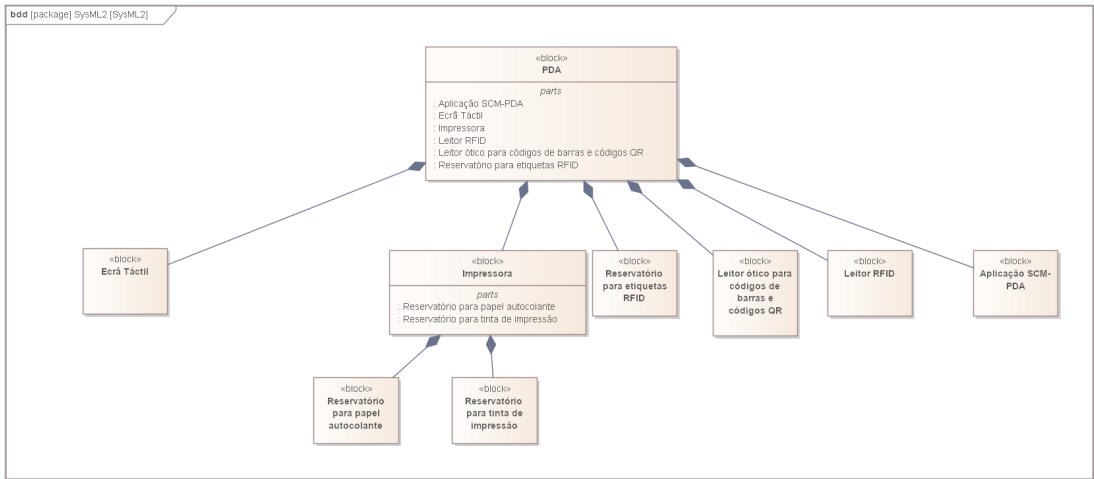 bdd [package] SysML2 [SysML2]
«block»
PDA
parts
: Aplicação SCM-PDA
: Ecrã Táctil
: Impressora
: Leitor RFID
: Leitor ótico para códigos de barras e códigos QR
: Reservatório para etiquetas RFID
«block»
Ecrã Táctil
«block»
Impressora
parts
: Reservatório para papel autocolante
: Reservatório para tinta de impressão
«block»
Reservatório
para etiquetas
RFID
«block»
Leitor ótico para
códigos de
barras e
códigos QR
«block»
Leitor RFID
«block»
Aplicação SCM-
PDA
«block»
Reservatório
para papel
autocolante
«block»
Reservatório
para tinta de
impressão